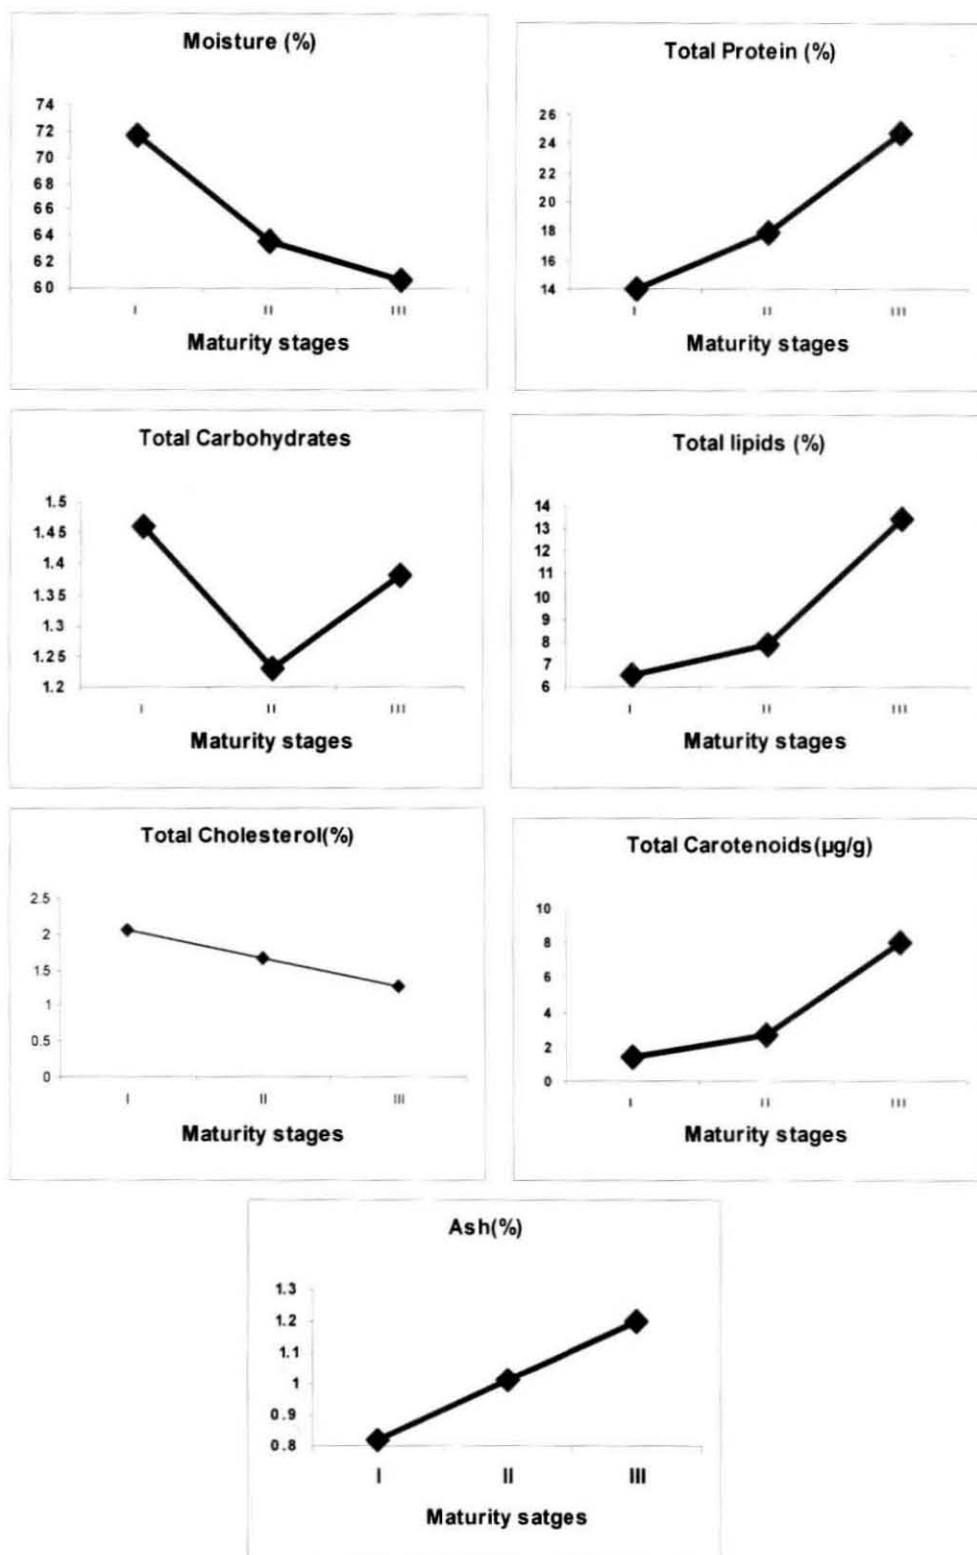 Moisture (%)
74
72
70
68
66
64
62
60
I II III
Maturity stages
Total Protein (%)
26
24
22
20
18
16
14
I II III
Maturity stages
Total Carbohydrates
1.5
1.45
1.4
1.35
1.3
1.25
1.2
I II III
Maturity stages
Total lipids (%)
14
13
12
11
10
9
8
7
6
I II III
Maturity stages
Total Cholesterol(%)
2.5
2
1.5
1
0.5
0
I II III
Maturity stages
Total Carotenoids(µg/g)
10
8
6
4
2
0
I II III
Maturity stages
Ash(%)
1.3
1.2
1.1
1
0.9
0.8
I II III
Maturity satges